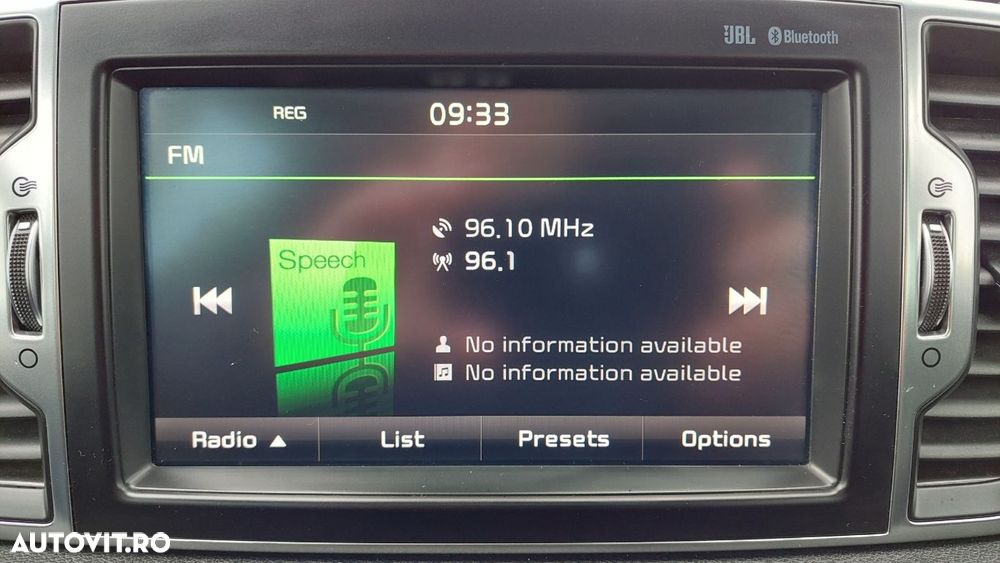 JBL Bluetooth
REG 09:33
FM
96.10 MHz
96.1
Speech
No information available
No information available
Radio ▲ List Presets Options
AUTOVIT.RO